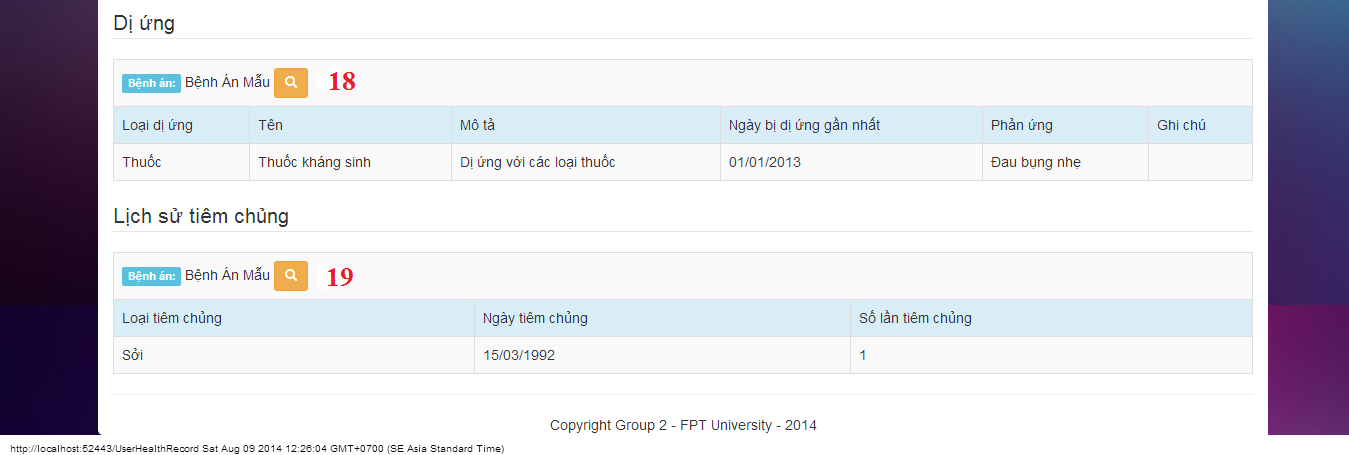 Dị ứng
Bệnh án: Bệnh Án Mẫu 18
Loại dị ứng Tên Mô tả Ngày bị dị ứng gần nhất Phản ứng Ghi chú
Thuốc Thuốc kháng sinh Dị ứng với các loại thuốc 01/01/2013 Đau bụng nhẹ
Lịch sử tiêm chủng
Bệnh án: Bệnh Án Mẫu 19
Loại tiêm chủng Ngày tiêm chủng Số lần tiêm chủng
Sởi 15/03/1992 1
Copyright Group 2 - FPT University - 2014
http://localhost:52443/UserHealthRecord Sat Aug 09 2014 12:26:04 GMT+0700 (SE Asia Standard Time)